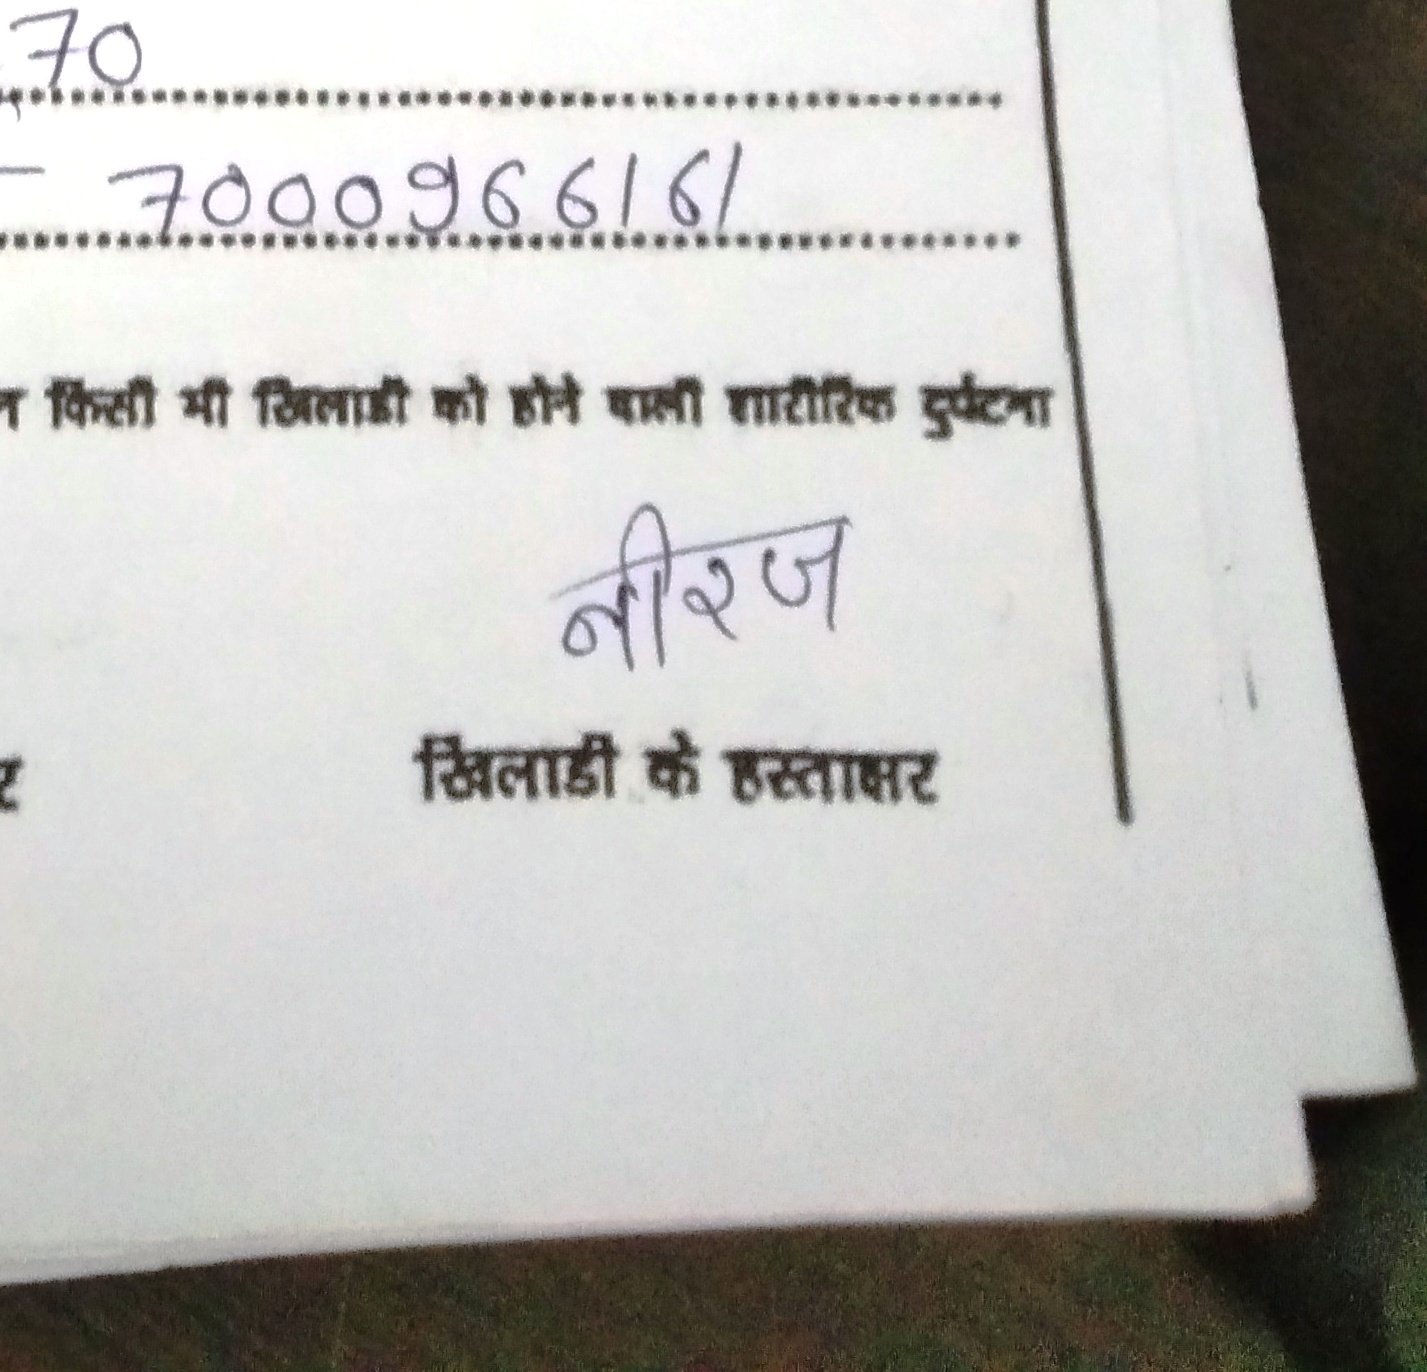 70
- 7000966161
न किसी भी खिलाडी को होने वाली शारीरिक दुर्घटना
नीरज
र खिलाडी के हस्ताक्षर